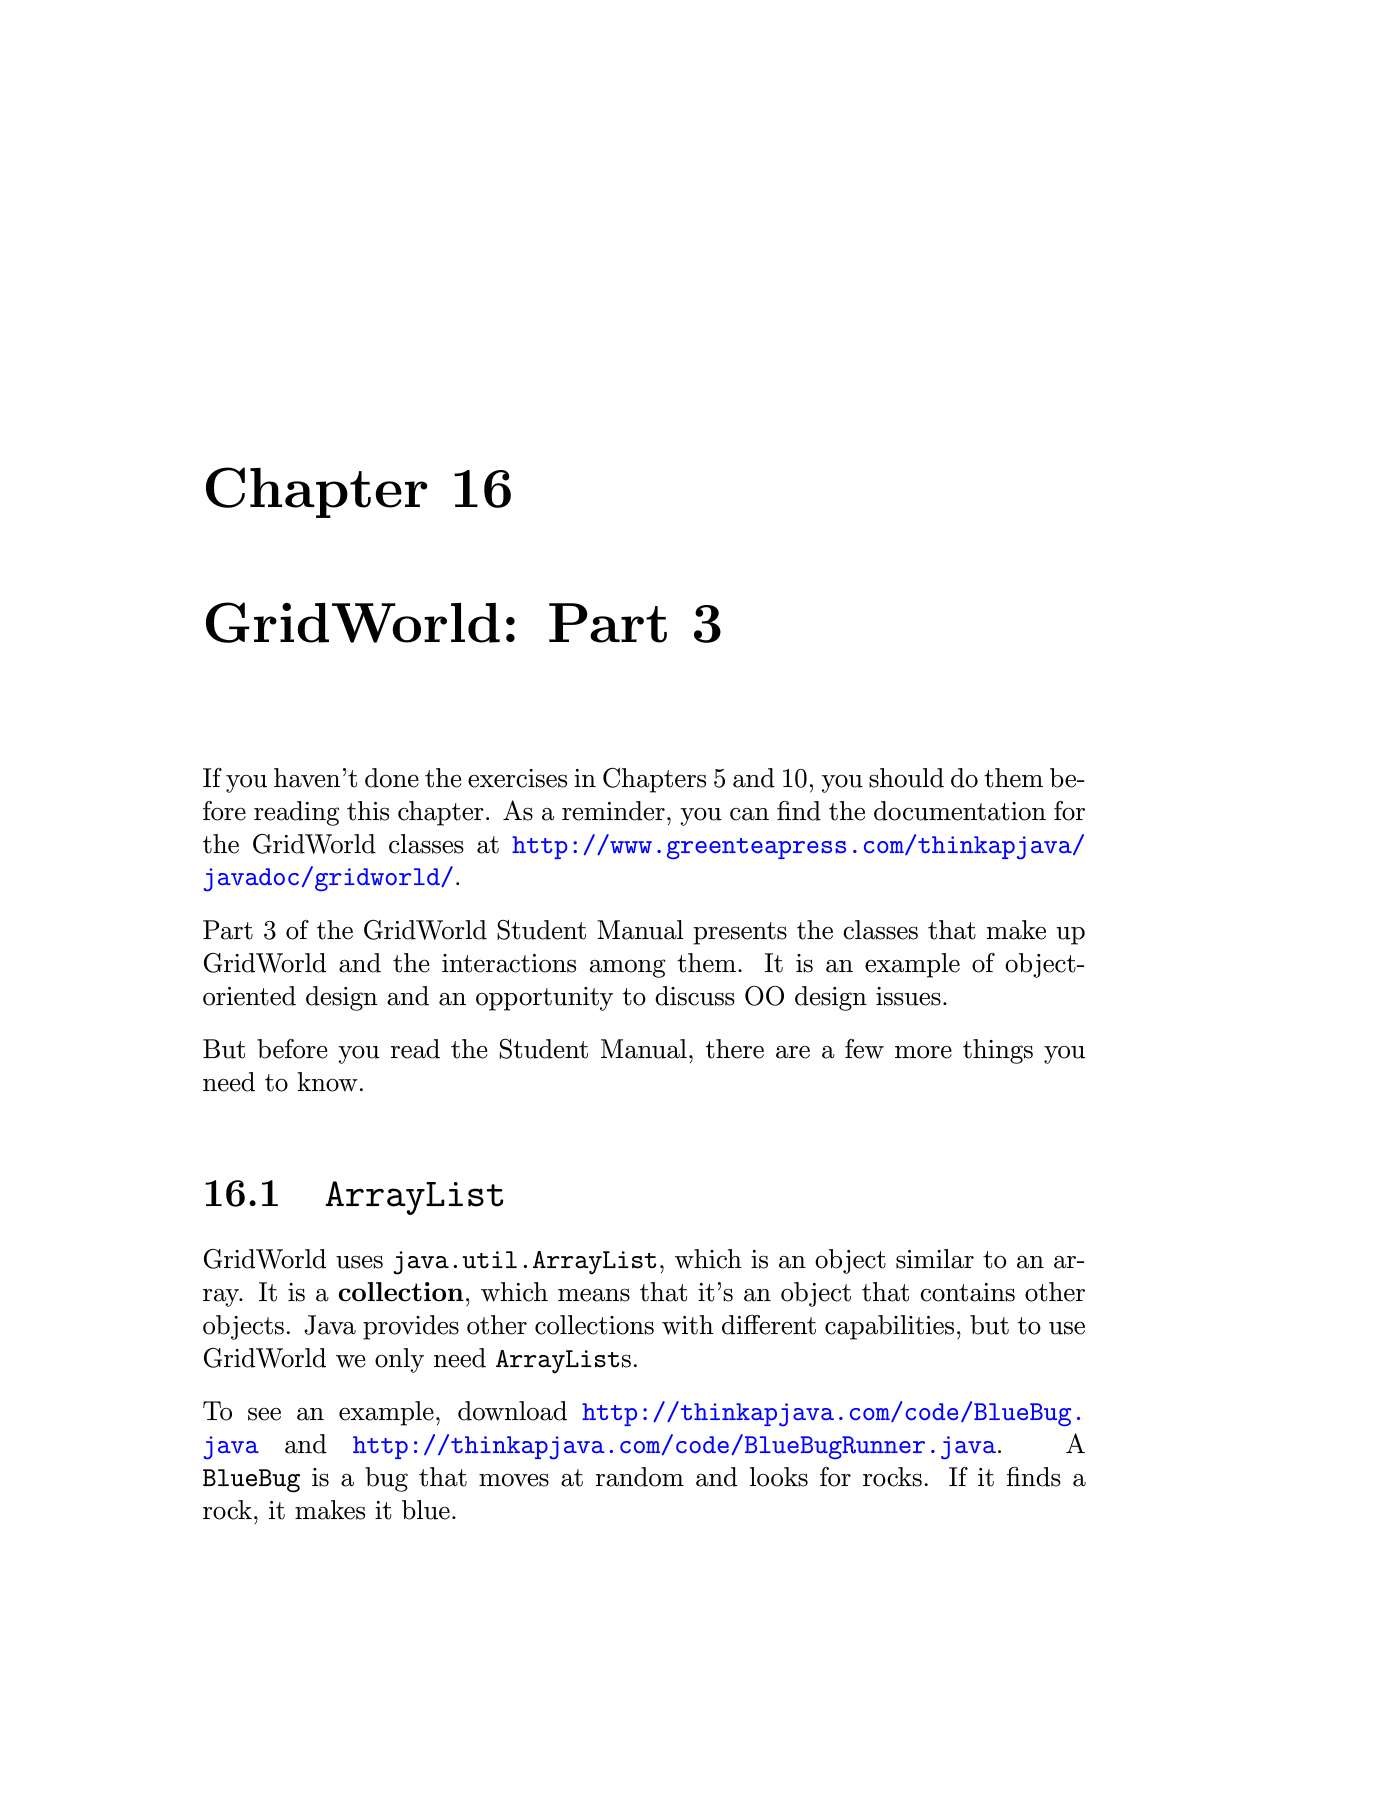 Chapter 16
GridWorld: Part 3
If you haven't done the exercises in Chapters 5 and 10, you should do them be-
fore reading this chapter. As a reminder, you can find the documentation for
the GridWorld classes at http://www.greenteapress.com/thinkapjava/
javadoc/gridworld/.
Part 3 of the GridWorld Student Manual presents the classes that make up
GridWorld and the interactions among them. It is an example of object-
oriented design and an opportunity to discuss OO design issues.
But before you read the Student Manual, there are a few more things you
need to know.
16.1 ArrayList
GridWorld uses java.util.ArrayList, which is an object similar to an ar-
ray. It is a collection, which means that it's an object that contains other
objects. Java provides other collections with different capabilities, but to use
GridWorld we only need ArrayLists.
To see an example, download http://thinkapjava.com/code/BlueBug.
java and http://thinkapjava.com/code/BlueBugRunner.java. A
BlueBug is a bug that moves at random and looks for rocks. If it finds a
rock, it makes it blue.